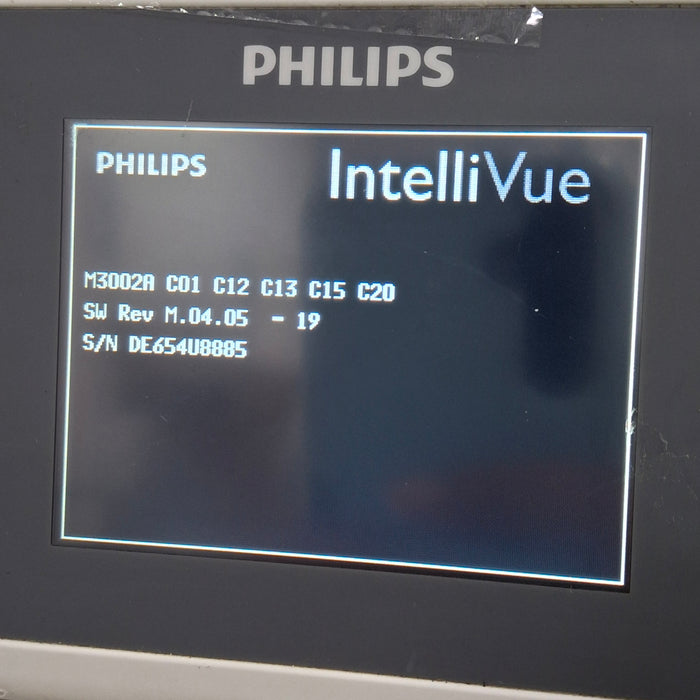 PHILIPS
PHILIPS IntelliVue
M3002A C01 C12 C13 C15 C20
SW Rev M.04.05 - 19
S/N DE654U8885